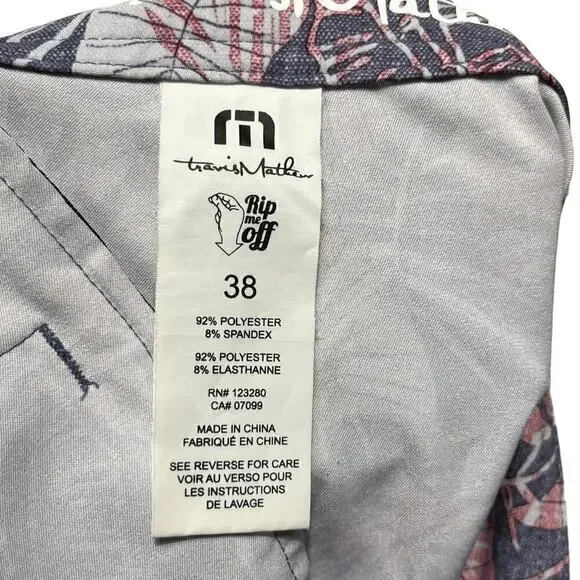 travisMathew
Rip
me
off
38
92% POLYESTER
8% SPANDEX
92% POLYESTER
8% ELASTHANNE
RN# 123280
CA# 07099
MADE IN CHINA
FABRIQUÉ EN CHINE
SEE REVERSE FOR CARE
VOIR AU VERSO POUR
LES INSTRUCTIONS
DE LAVAGE